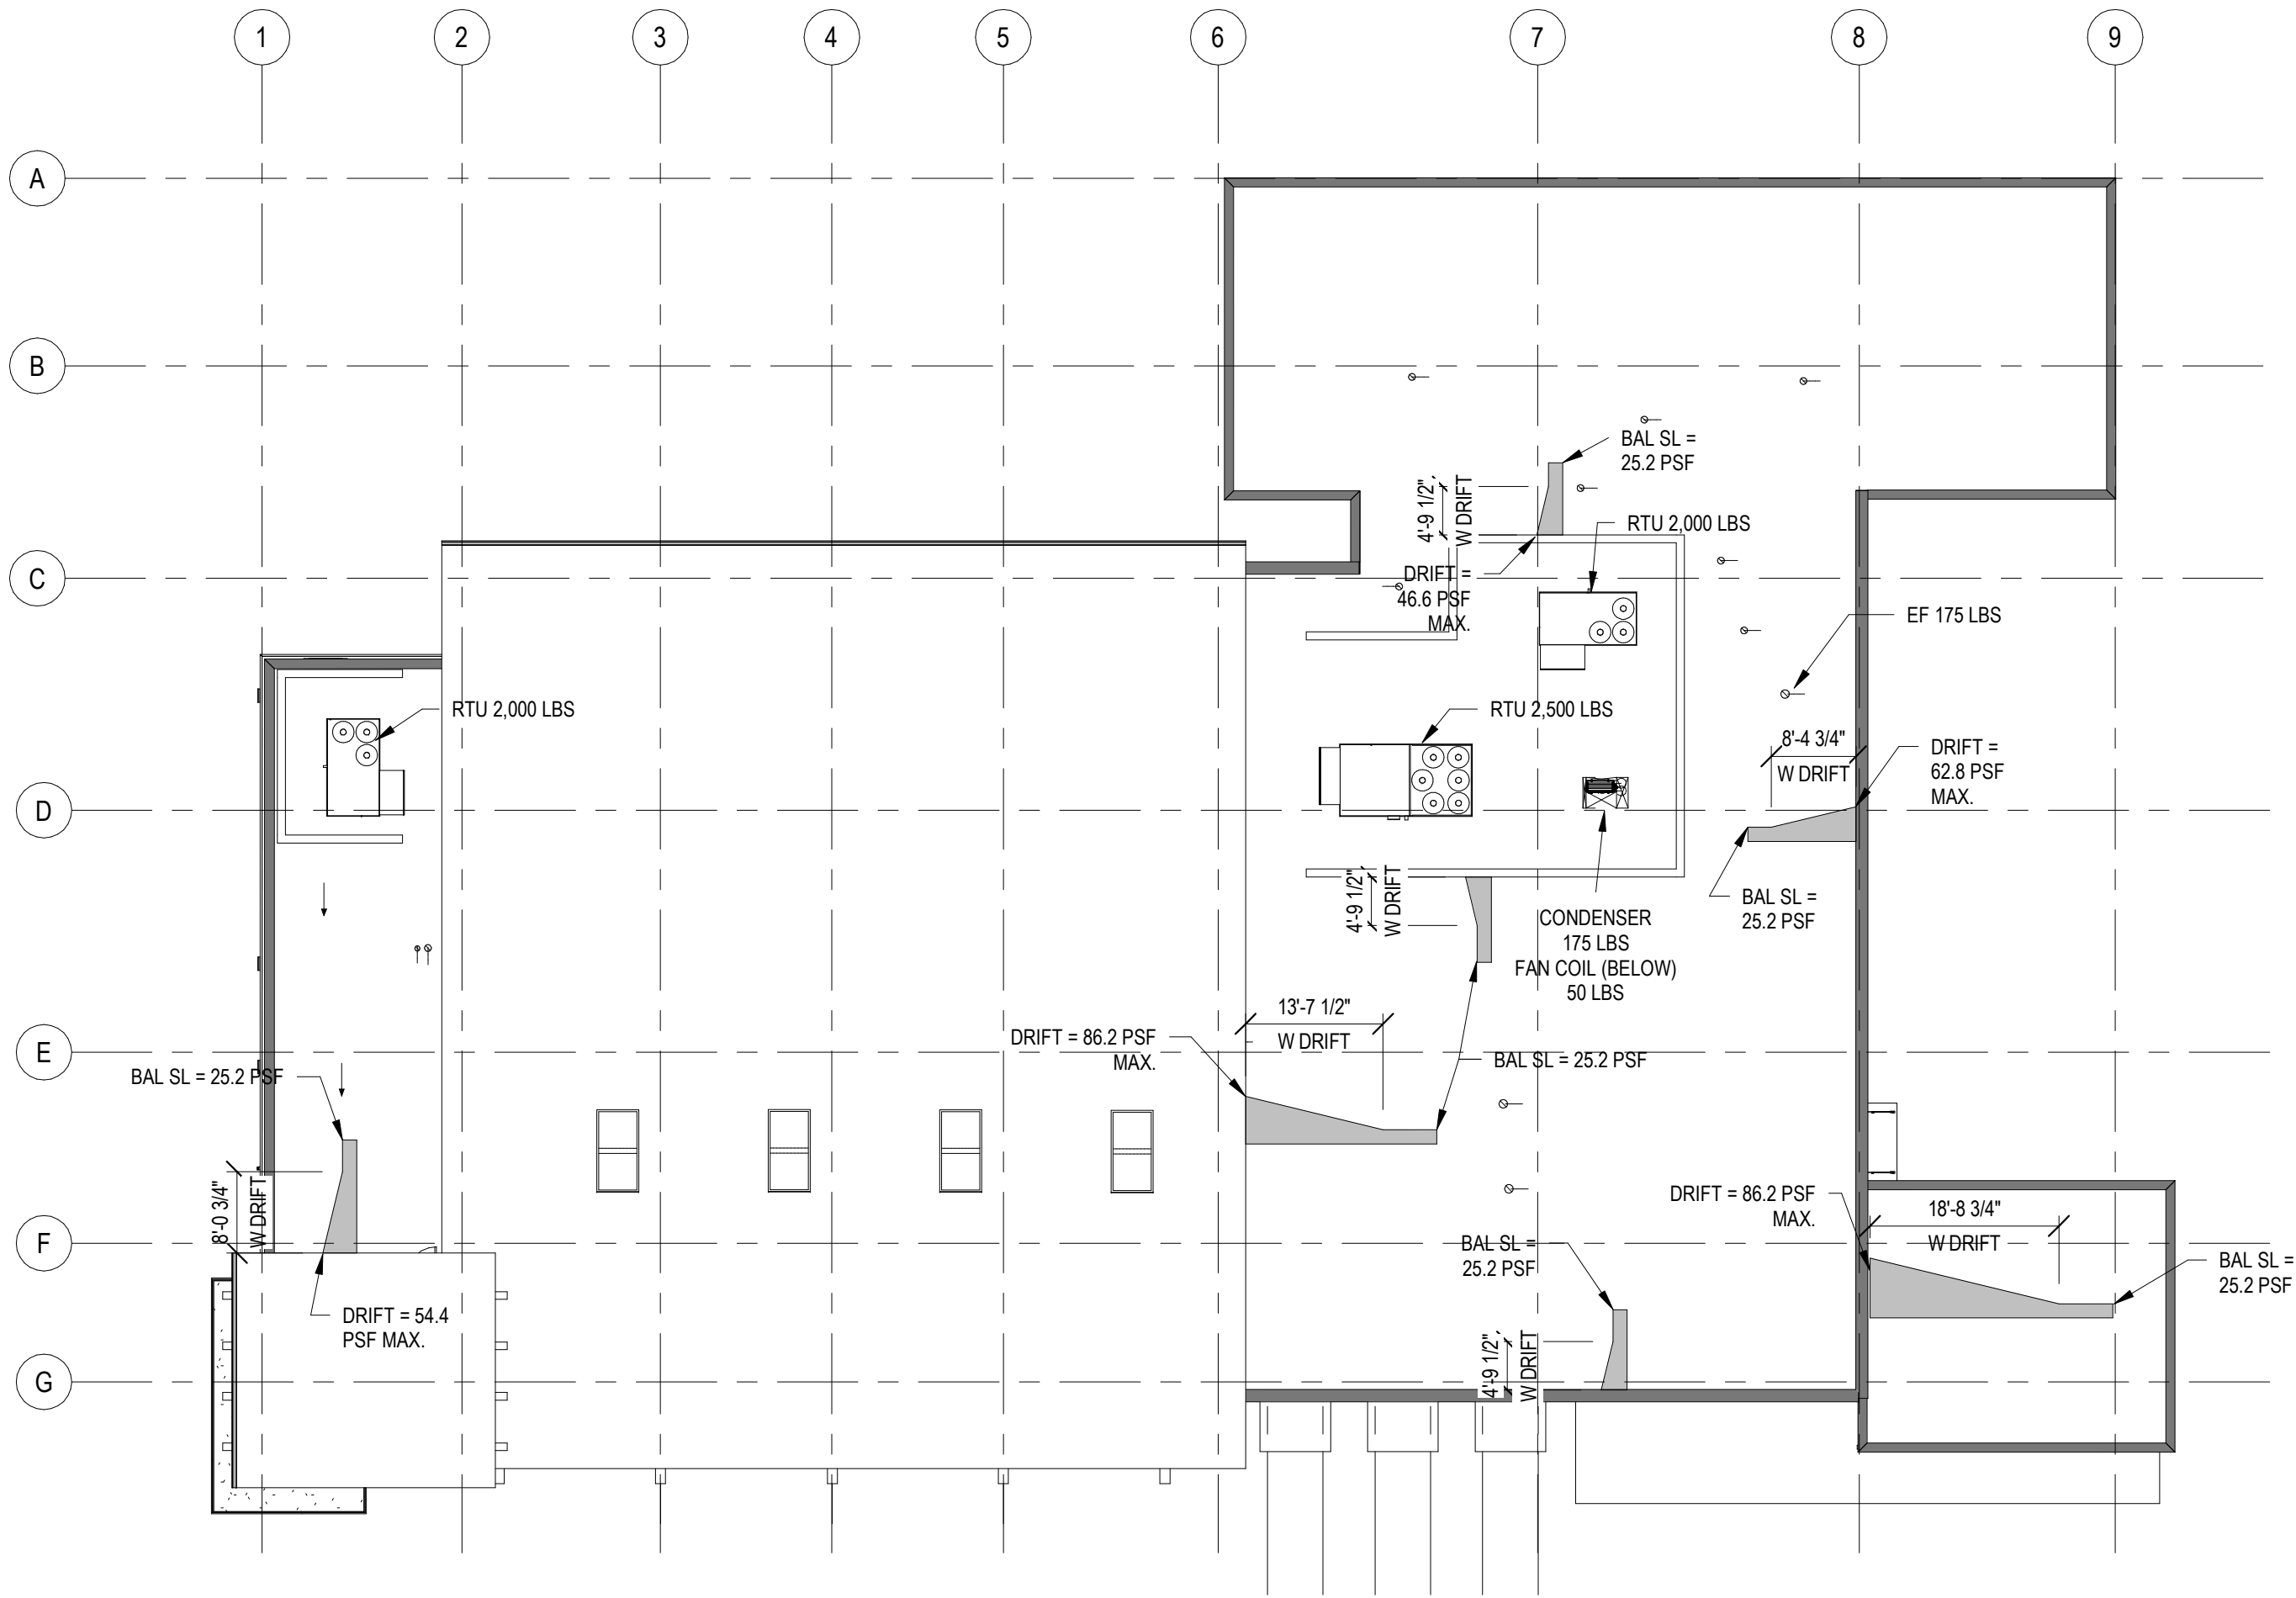 1
2
3
4
5
6
7
8
9
A
B
C
D
E
F
G
BAL SL =
25.2 PSF
4'-9 1/2"
W DRIFT
RTU 2,000 LBS
DRIFT =
46.6 PSF
MAX.
EF 175 LBS
RTU 2,000 LBS
RTU 2,500 LBS
8'-4 3/4"
W DRIFT
DRIFT =
62.8 PSF
MAX.
BAL SL =
25.2 PSF
4'-9 1/2"
W DRIFT
CONDENSER
175 LBS
FAN COIL (BELOW)
50 LBS
13'-7 1/2"
W DRIFT
DRIFT = 86.2 PSF
MAX.
BAL SL = 25.2 PSF
BAL SL = 25.2 PSF
8'-0 3/4"
W DRIFT
DRIFT = 54.4
PSF MAX.
DRIFT = 86.2 PSF
MAX.
18'-8 3/4"
W DRIFT
BAL SL =
25.2 PSF
BAL SL =
25.2 PSF
4'-9 1/2"
W DRIFT